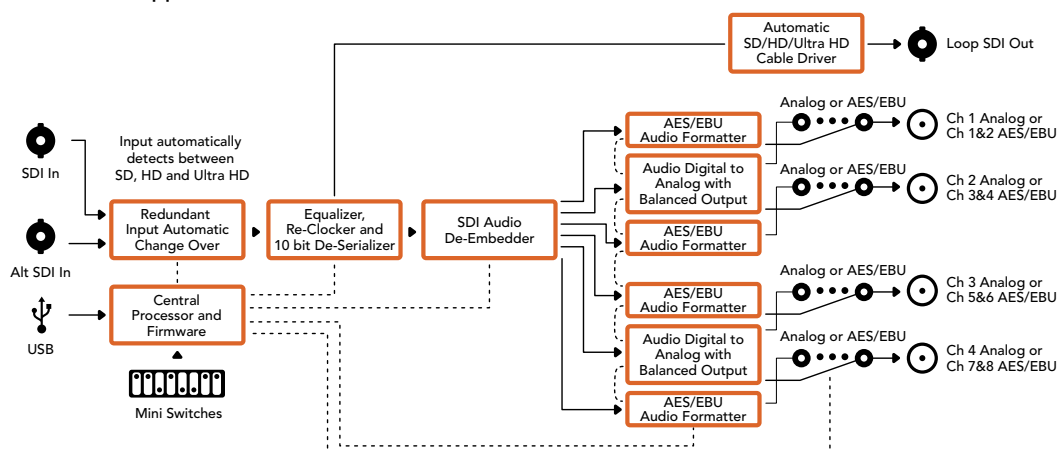 Automatic
SD/HD/Ultra HD
Cable Driver
Loop SDI Out
SDI In
Input automatically
detects between
SD, HD and Ultra HD
Alt SDI In
Redundant
Input Automatic
Change Over
Equalizer,
Re-Clocker and
10 bit De-Serializer
SDI Audio
De-Embedder
AES/EBU
Audio Formatter
Analog or AES/EBU
Ch 1 Analog or
Ch 1&2 AES/EBU
Audio Digital to
Analog with
Balanced Output
Analog or AES/EBU
Ch 2 Analog or
Ch 3&4 AES/EBU
AES/EBU
Audio Formatter
USB
Central
Processor and
Firmware
Mini Switches
AES/EBU
Audio Formatter
Analog or AES/EBU
Ch 3 Analog or
Ch 5&6 AES/EBU
Audio Digital to
Analog with
Balanced Output
Analog or AES/EBU
Ch 4 Analog or
Ch 7&8 AES/EBU
AES/EBU
Audio Formatter